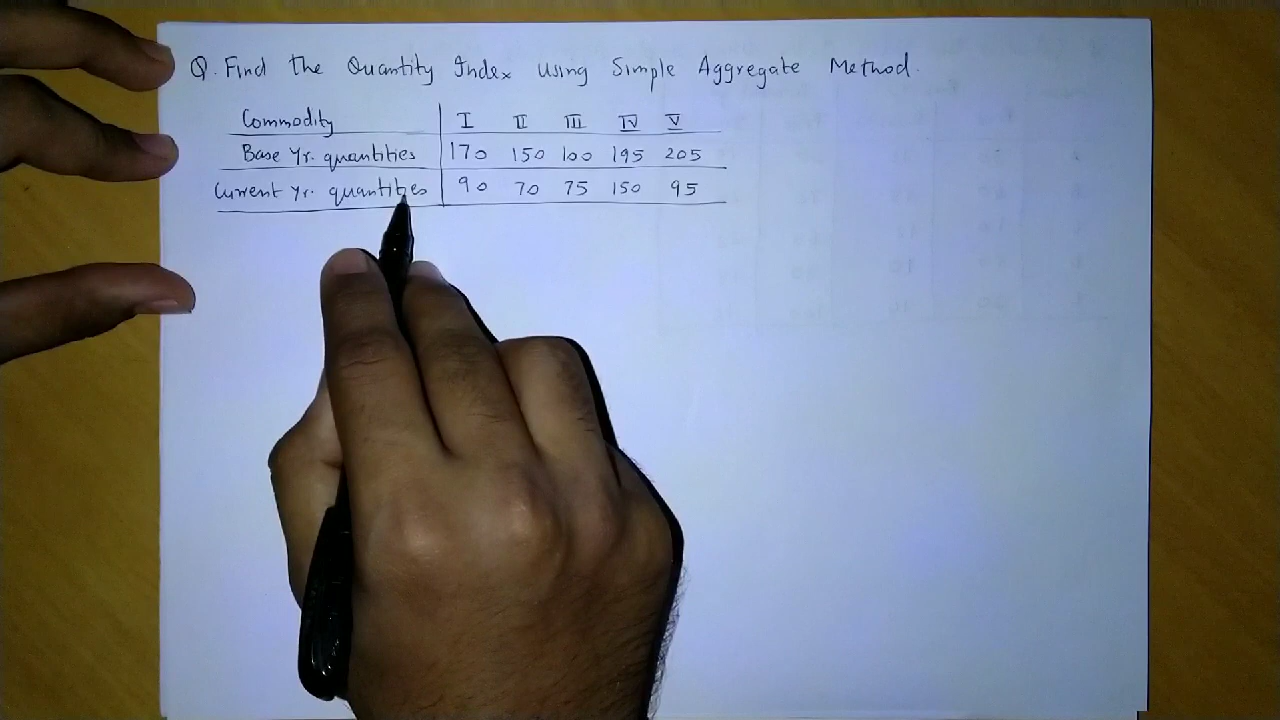 Q. Find the Quantity Index using Simple Aggregate Method.
Commodity I II III IV V
Base Yr. quantities 170 150 100 195 205
Current Yr. quantities 90 70 75 150 95